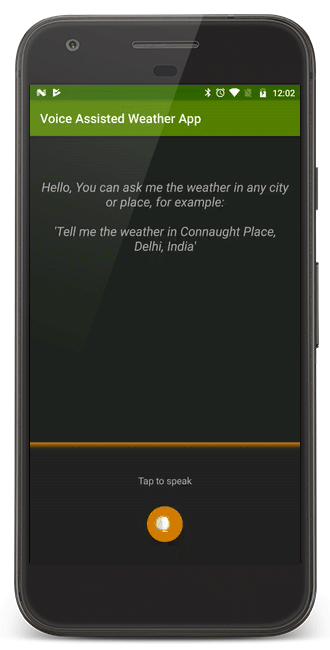 12:02
Voice Assisted Weather App
Hello, You can ask me the weather in any city
or place, for example:
'Tell me the weather in Connaught Place,
Delhi, India'
Tap to speak